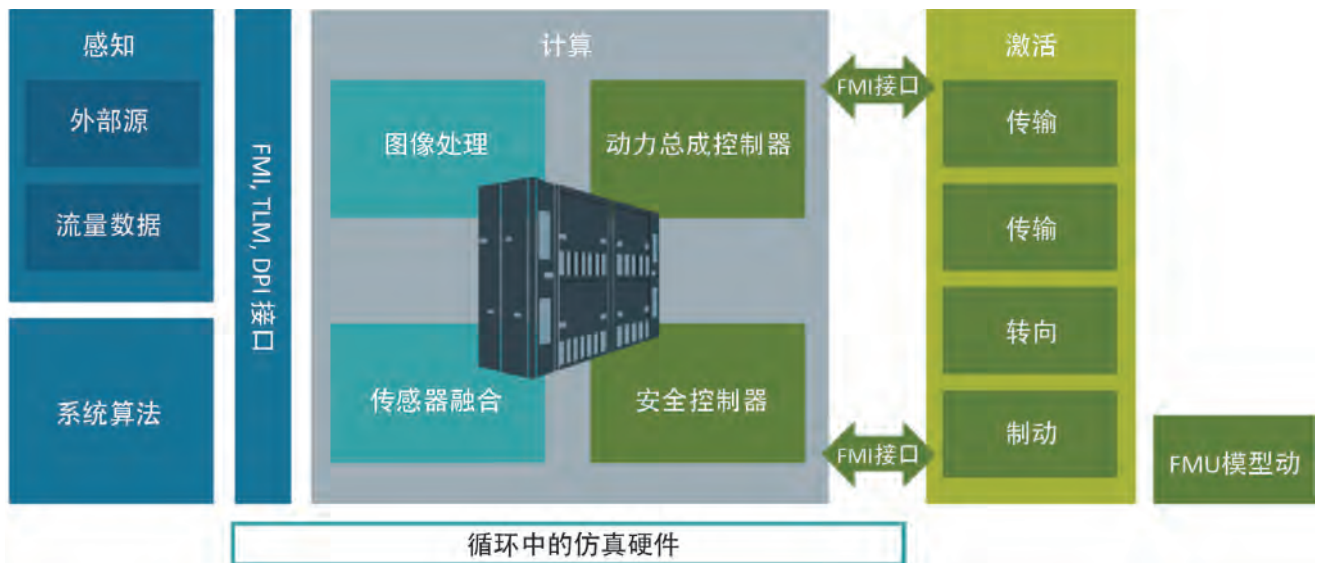 感知
外部源
流量数据
系统算法
FMI, TLM, DPI 接口
计算
图像处理
动力总成控制器
传感器融合
安全控制器
FMI接口
FMI接口
激活
传输
传输
转向
制动
FMU模型动
循环中的仿真硬件